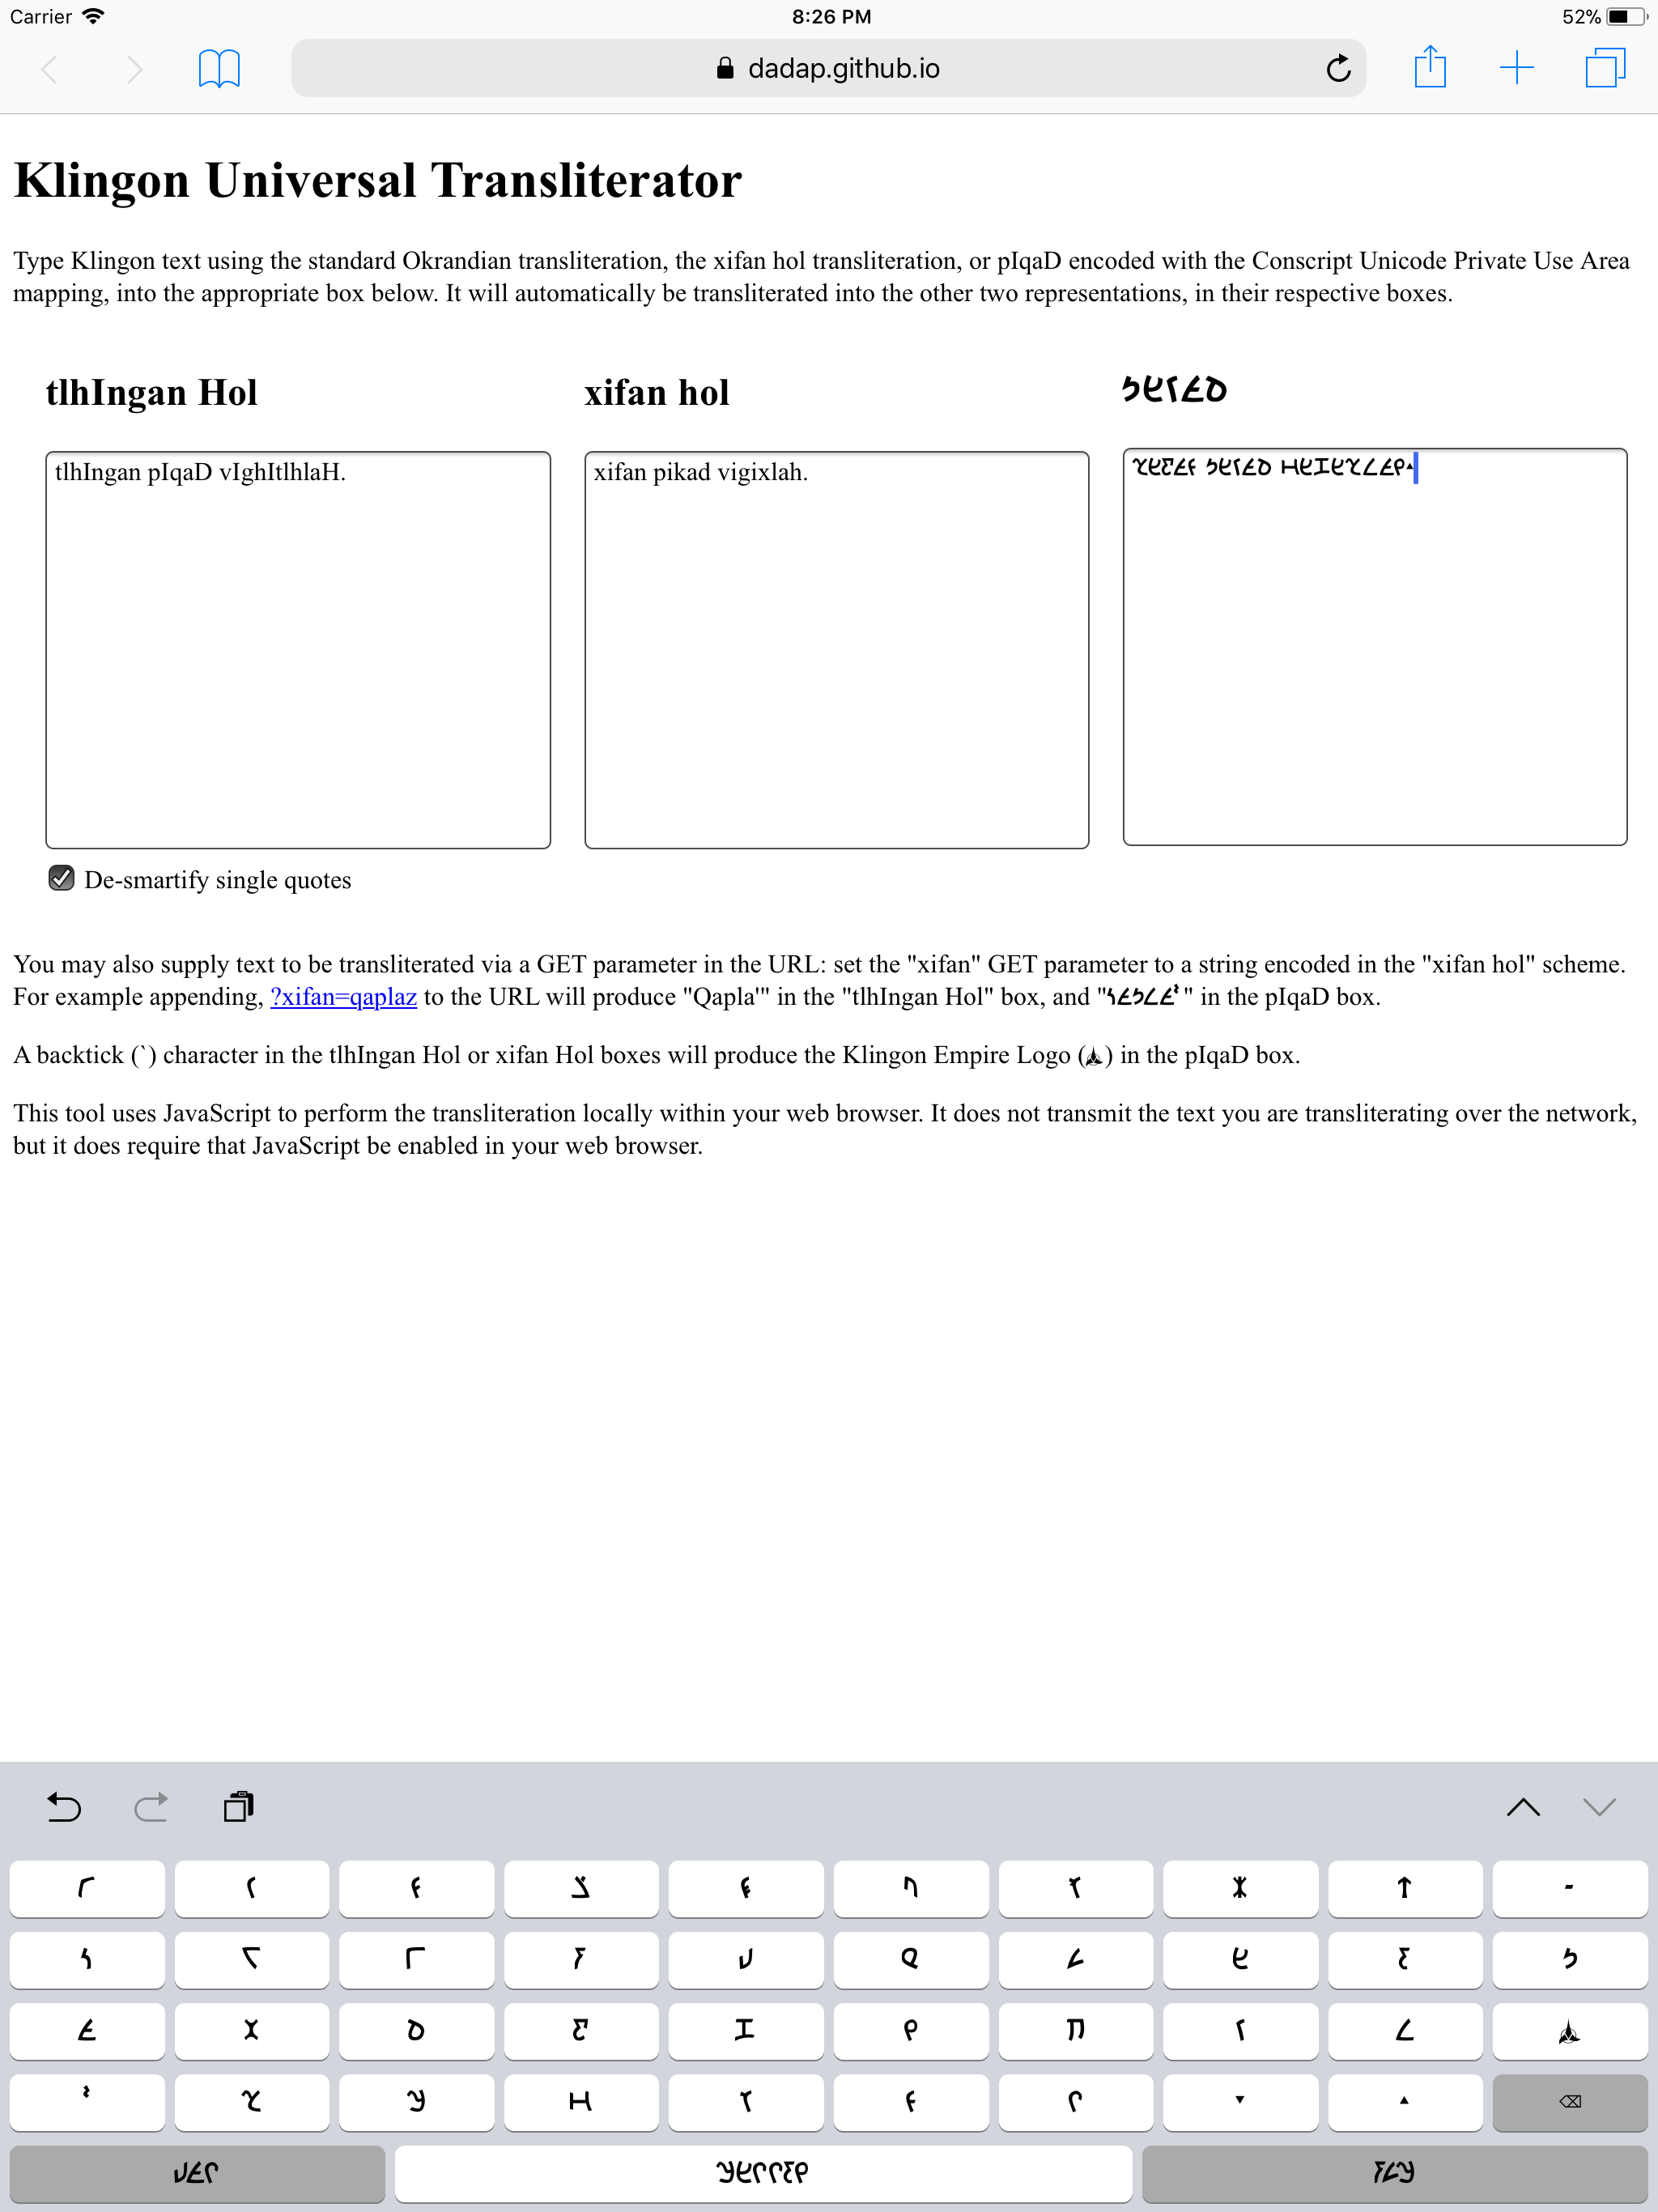 Carrier 8:26 PM 52%
dadap.github.io
Klingon Universal Transliterator
Type Klingon text using the standard Okrandian transliteration, the xifan hol transliteration, or pIqaD encoded with the Conscript Unicode Private Use Area
mapping, into the appropriate box below. It will automatically be transliterated into the other two representations, in their respective boxes.
tlhIngan Hol xifan hol 
tlhIngan pIqaD vIghItlhlaH. xifan pikad vigixlah.   
De-smartify single quotes
You may also supply text to be transliterated via a GET parameter in the URL: set the "xifan" GET parameter to a string encoded in the "xifan hol" scheme.
For example appending, ?xifan=qaplaz to the URL will produce "Qapla'" in the "tlhIngan Hol" box, and "" in the pIqaD box.
A backtick (`) character in the tlhIngan Hol or xifan Hol boxes will produce the Klingon Empire Logo () in the pIqaD box.
This tool uses JavaScript to perform the transliteration locally within your web browser. It does not transmit the text you are transliterating over the network,
but it does require that JavaScript be enabled in your web browser.
         
         
         
         ⌫